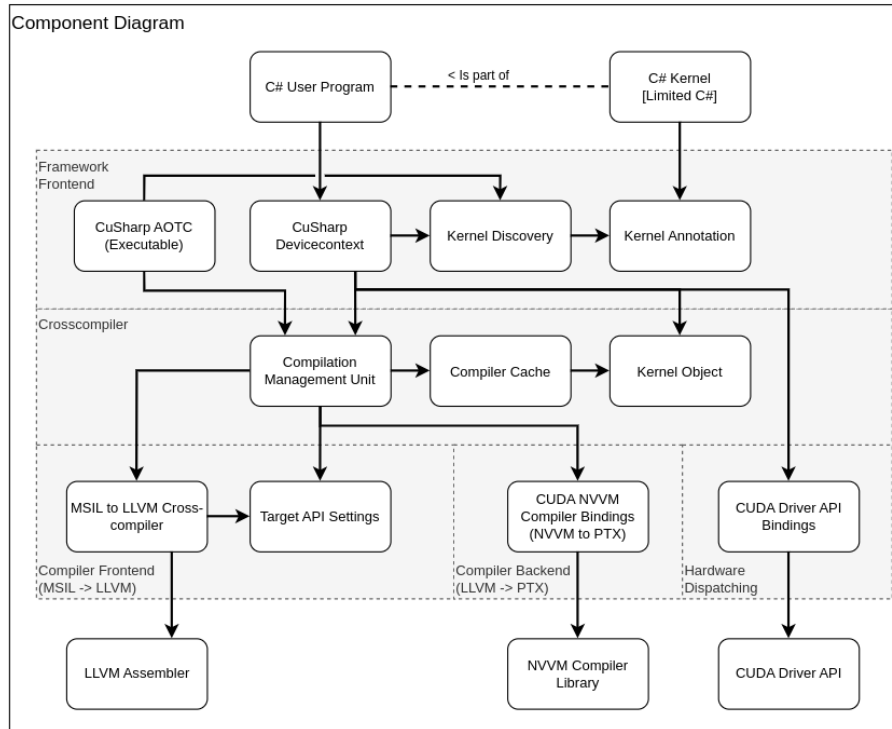 Component Diagram
C# User Program
< Is part of
C# Kernel
[Limited C#]
Framework
Frontend
CuSharp AOTC
(Executable)
CuSharp
Devicecontext
Kernel Discovery
Kernel Annotation
Crosscompiler
Compilation
Management Unit
Compiler Cache
Kernel Object
MSIL to LLVM Cross-
compiler
Target API Settings
CUDA NVVM
Compiler Bindings
(NVVM to PTX)
CUDA Driver API
Bindings
Compiler Frontend
(MSIL -> LLVM)
Compiler Backend
(LLVM -> PTX)
Hardware
Dispatching
LLVM Assembler
NVVM Compiler
Library
CUDA Driver API